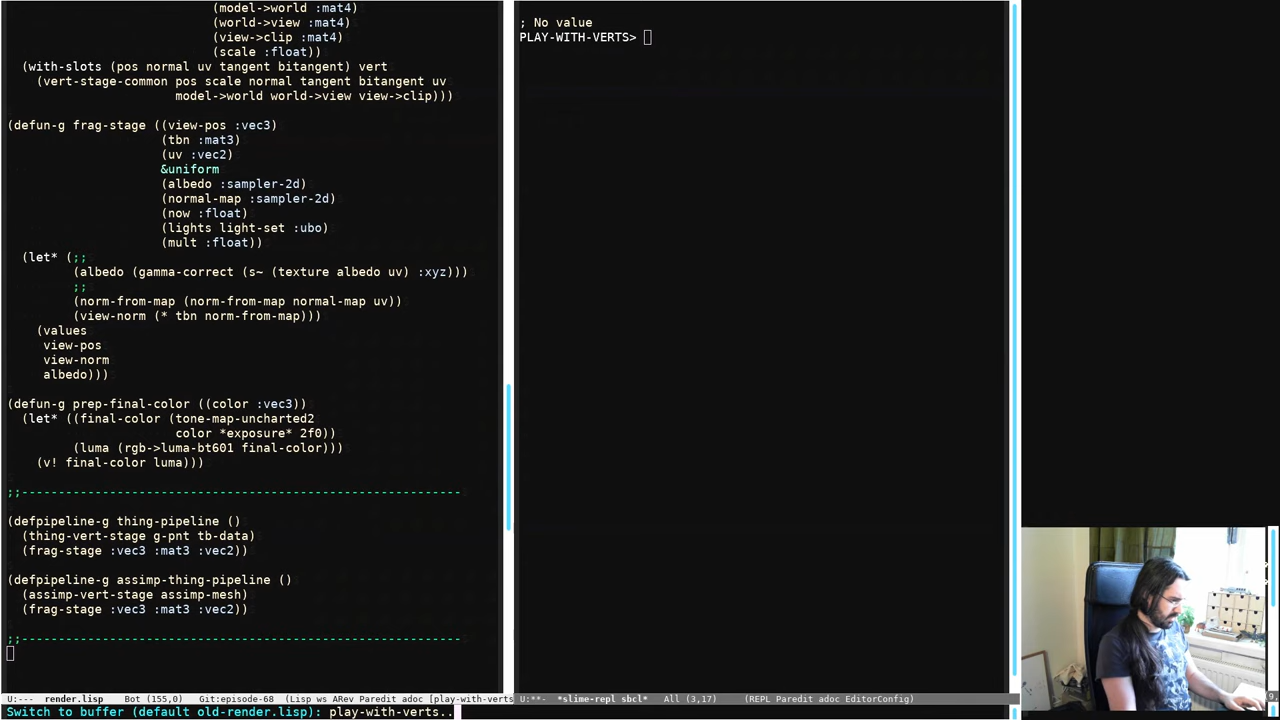 (model->world :mat4)
(world->view :mat4)
(view->clip :mat4)
(scale :float))
(with-slots (pos normal uv tangent bitangent) vert
(vert-stage-common pos scale normal tangent bitangent uv
model->world world->view view->clip)))
(defun-g frag-stage ((view-pos :vec3)
(tbn :mat3)
(uv :vec2)
&uniform
(albedo :sampler-2d)
(normal-map :sampler-2d)
(now :float)
(lights light-set :ubo)
(mult :float))
(let* (;;
(albedo (gamma-correct (s~ (texture albedo uv) :xyz)))
;;
(norm-from-map (norm-from-map normal-map uv))
(view-norm (* tbn norm-from-map)))
(values
view-pos
view-norm
albedo)))
(defun-g prep-final-color ((color :vec3))
(let* ((final-color (tone-map-uncharted2
color *exposure* 2f0))
(luma (rgb->luma-bt601 final-color)))
(v! final-color luma)))
;;------------------------------------------------------------
(defpipeline-g thing-pipeline ()
(thing-vert-stage g-pnt tb-data)
(frag-stage :vec3 :mat3 :vec2))
(defpipeline-g assimp-thing-pipeline ()
(assimp-vert-stage assimp-mesh)
(frag-stage :vec3 :mat3 :vec2))
;;------------------------------------------------------------
U:--- render.lisp Bot (155,0) Git:episode-68 (Lisp ws ARev Paredit adoc [play-with-verts
Switch to buffer (default old-render.lisp): play-with-verts..
; No value
PLAY-WITH-VERTS>
U:**- *slime-repl sbcl* All (3,17) (REPL Paredit adoc EditorConfig)